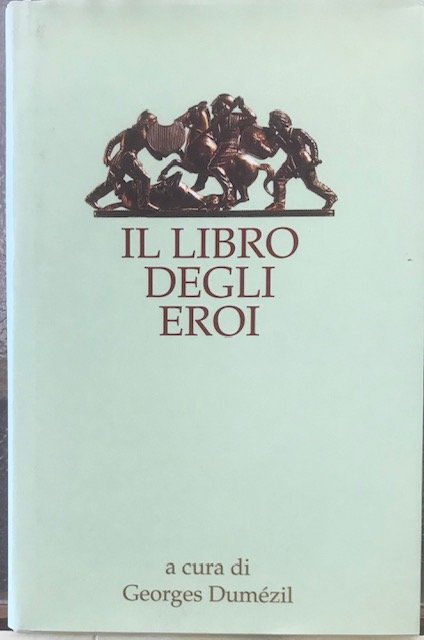 IL LIBRO
DEGLI
EROI
a cura di
Georges Dumézil